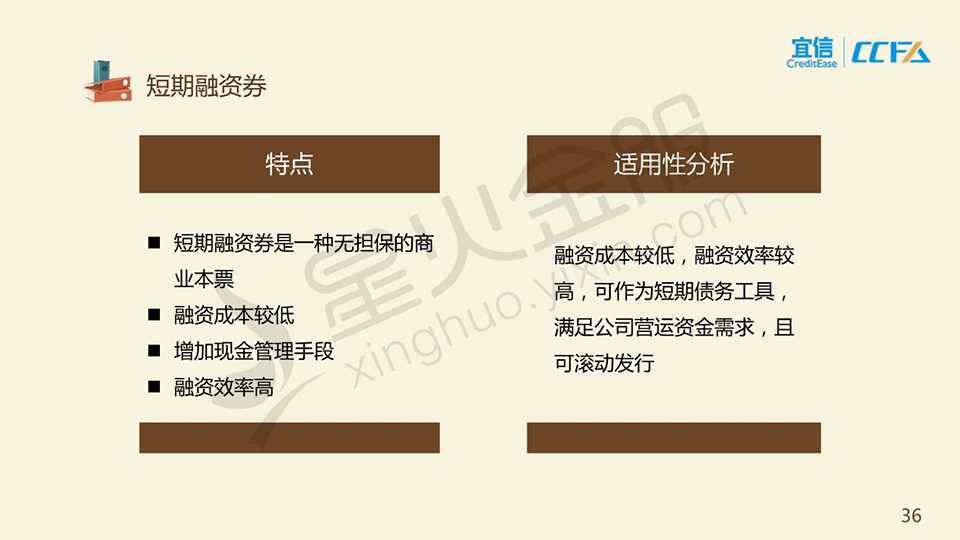 宜信
CreditEase
CCFA
短期融资券
特点
短期融资券是一种无担保的商
业本票
融资成本较低
增加现金管理手段
融资效率高
适用性分析
融资成本较低，融资效率较
高，可作为短期债务工具，
满足公司营运资金需求，且
可滚动发行
星火金服
xinghuo.yixin.com
36